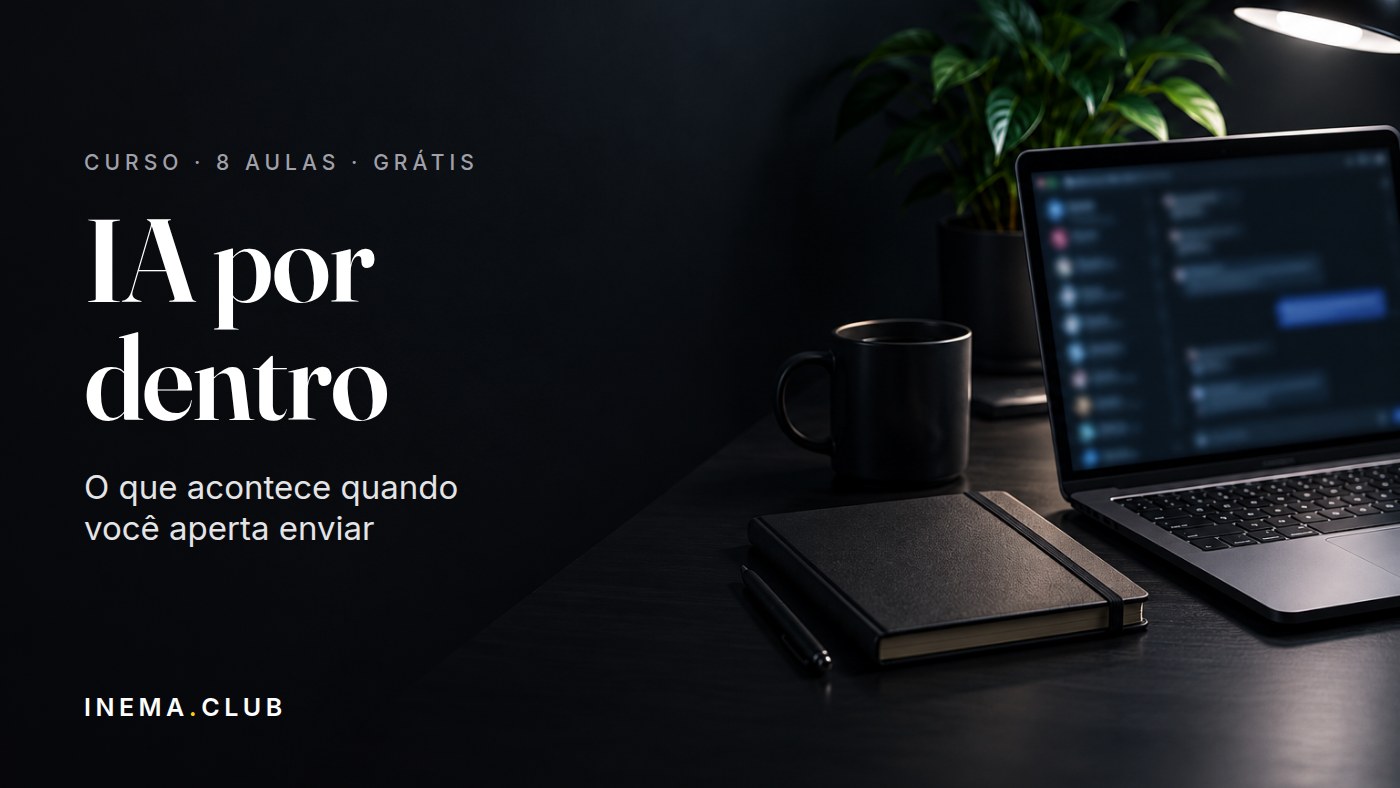 CURSO · 8 AULAS · GRÁTIS
IA por
dentro
O que acontece quando
você aperta enviar
INEMA.CLUB